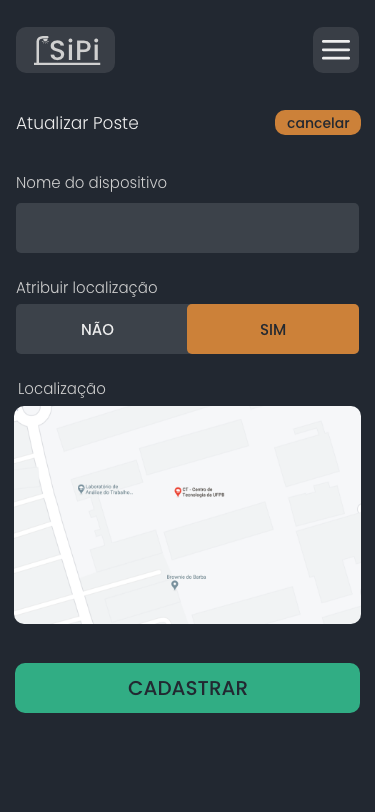 SiPi
Atualizar Poste
cancelar
Nome do dispositivo
Atribuir localização
NÃO
SIM
Localização
Laboratório de
Análise do Trabalho...
CT - Centro de
Tecnologia da UFPB
Brownie do Barba
CADASTRAR